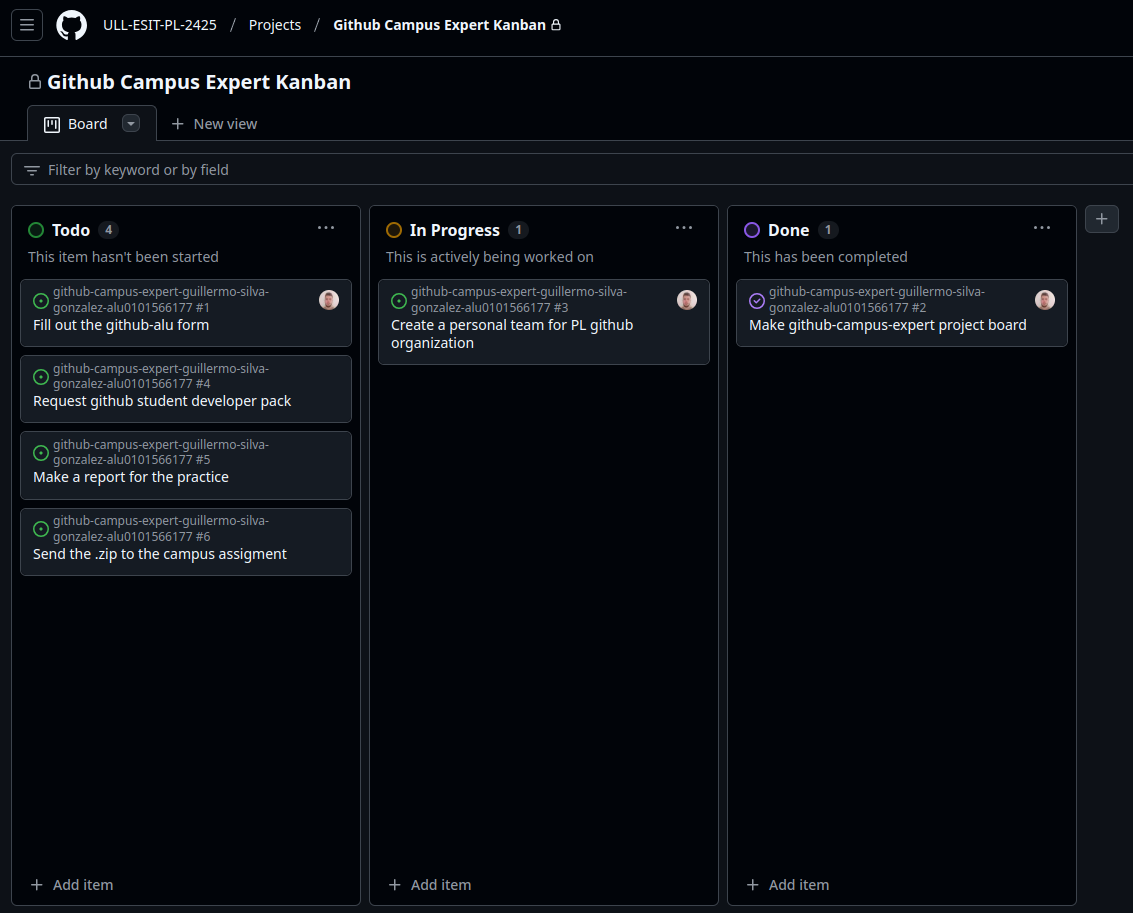 ULL-ESIT-PL-2425 / Projects / Github Campus Expert Kanban
Github Campus Expert Kanban
Board
New view
Filter by keyword or by field
Todo 4
This item hasn't been started
github-campus-expert-guillermo-silva-
gonzalez-alu0101566177 #1
Fill out the github-alu form
github-campus-expert-guillermo-silva-
gonzalez-alu0101566177 #4
Request github student developer pack
github-campus-expert-guillermo-silva-
gonzalez-alu0101566177 #5
Make a report for the practice
github-campus-expert-guillermo-silva-
gonzalez-alu0101566177 #6
Send the .zip to the campus assigment
Add item
In Progress 1
This is actively being worked on
github-campus-expert-guillermo-silva-
gonzalez-alu0101566177 #3
Create a personal team for PL github
organization
Add item
Done 1
This has been completed
github-campus-expert-guillermo-silva-
gonzalez-alu0101566177 #2
Make github-campus-expert project board
Add item